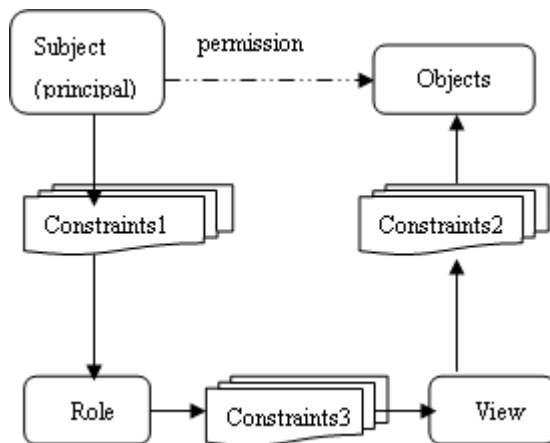 Subject
(principal)
permission
Objects
Constraints1
Constraints2
Role
Constraints3
View